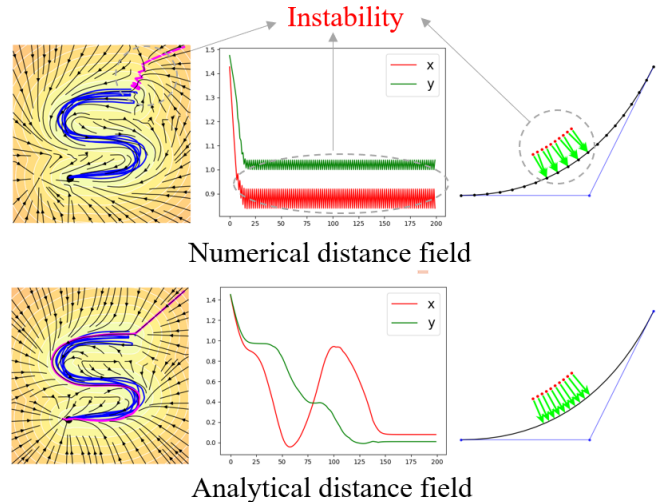 Instability
x
y
1.5
1.4
1.3
1.2
1.1
1.0
0.9
0 25 50 75 100 125 150 175 200
Numerical distance field
x
y
1.4
1.2
1.0
0.8
0.6
0.4
0.2
0.0
0 25 50 75 100 125 150 175 200
Analytical distance field